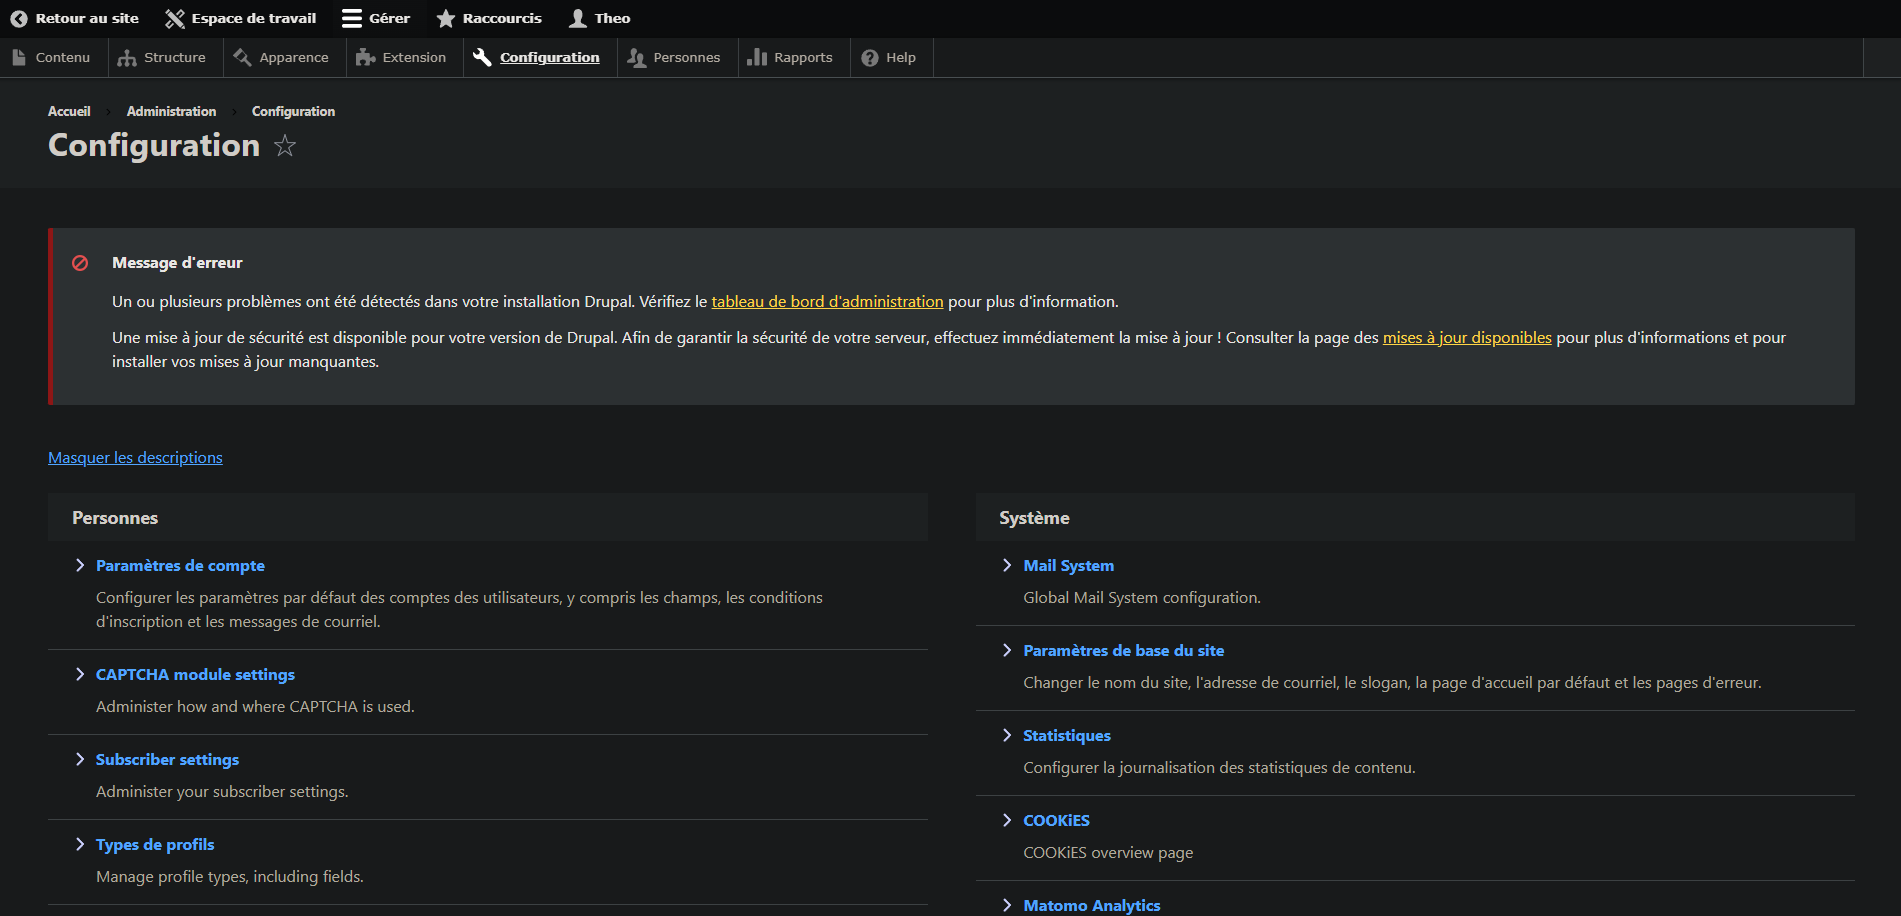 Retour au site Espace de travail Gérer Raccourcis Theo
Contenu Structure Apparence Extension Configuration Personnes Rapports Help
Accueil Administration Configuration
Configuration
Message d'erreur
Un ou plusieurs problèmes ont été détectés dans votre installation Drupal. Vérifiez le tableau de bord d'administration pour plus d'information.
Une mise à jour de sécurité est disponible pour votre version de Drupal. Afin de garantir la sécurité de votre serveur, effectuez immédiatement la mise à jour ! Consulter la page des mises à jour disponibles pour plus d'informations et pour
installer vos mises à jour manquantes.
Masquer les descriptions
Personnes
Paramètres de compte
Configurer les paramètres par défaut des comptes des utilisateurs, y compris les champs, les conditions
d'inscription et les messages de courriel.
CAPTCHA module settings
Administer how and where CAPTCHA is used.
Subscriber settings
Administer your subscriber settings.
Types de profils
Manage profile types, including fields.
Système
Mail System
Global Mail System configuration.
Paramètres de base du site
Changer le nom du site, l'adresse de courriel, le slogan, la page d'accueil par défaut et les pages d'erreur.
Statistiques
Configurer la journalisation des statistiques de contenu.
COOKiES
COOKiES overview page
Matomo Analytics